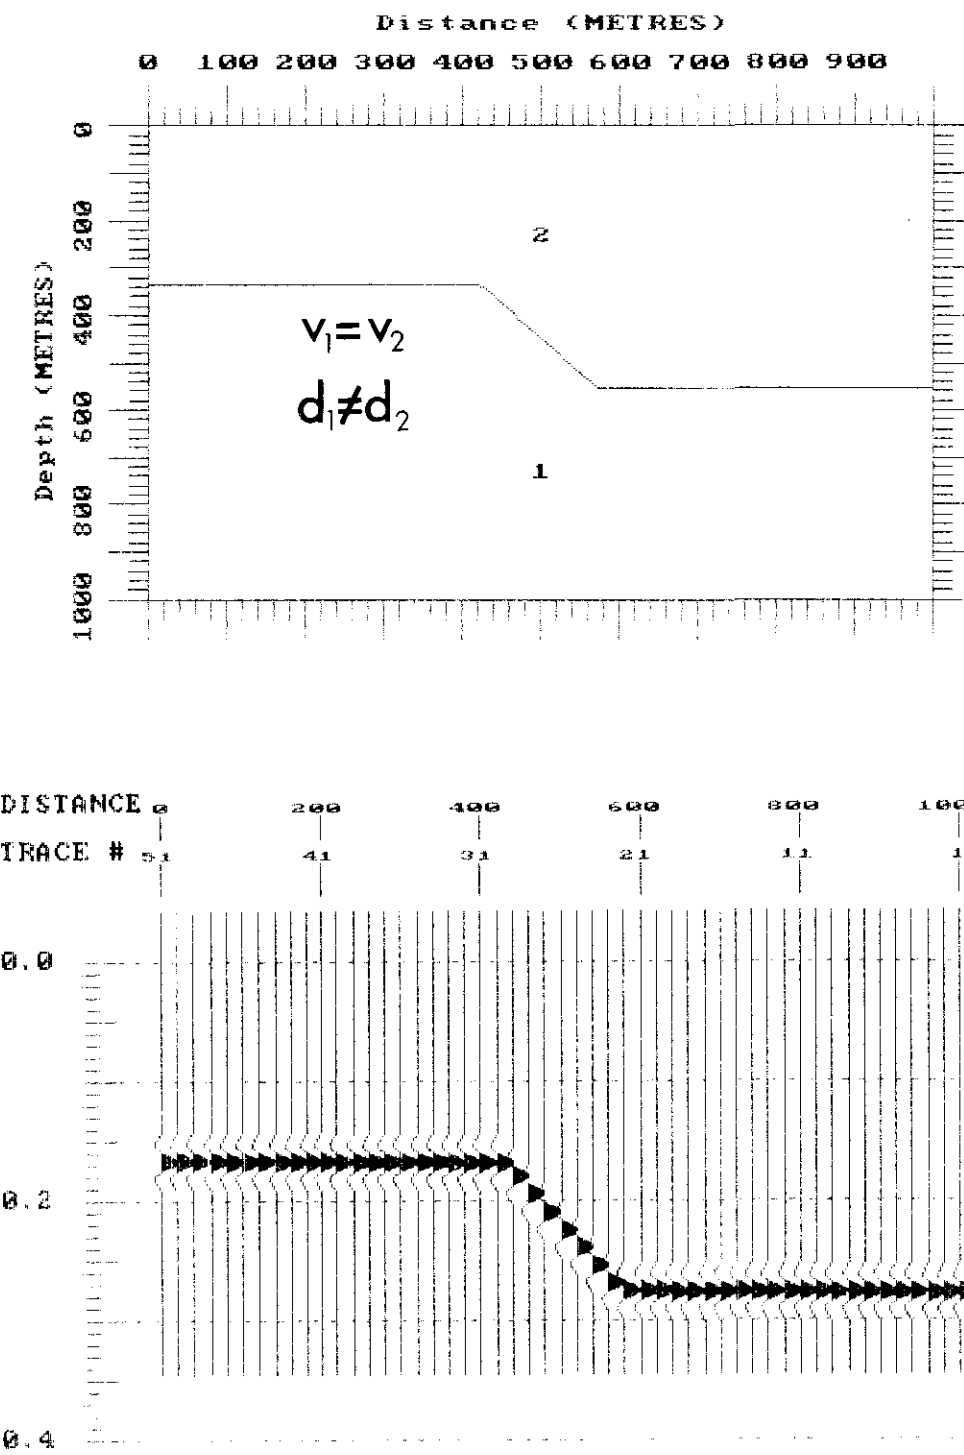 Distance (METRES)
0 100 200 300 400 500 600 700 800 900
Depth (METRES)
0
200
400
600
800
1000
2
v₁=v₂
d₁≠d₂
1
DISTANCE 0 200 400 600 800 100
TRACE # 51 41 31 21 11 1
0.0
0.2
0.4